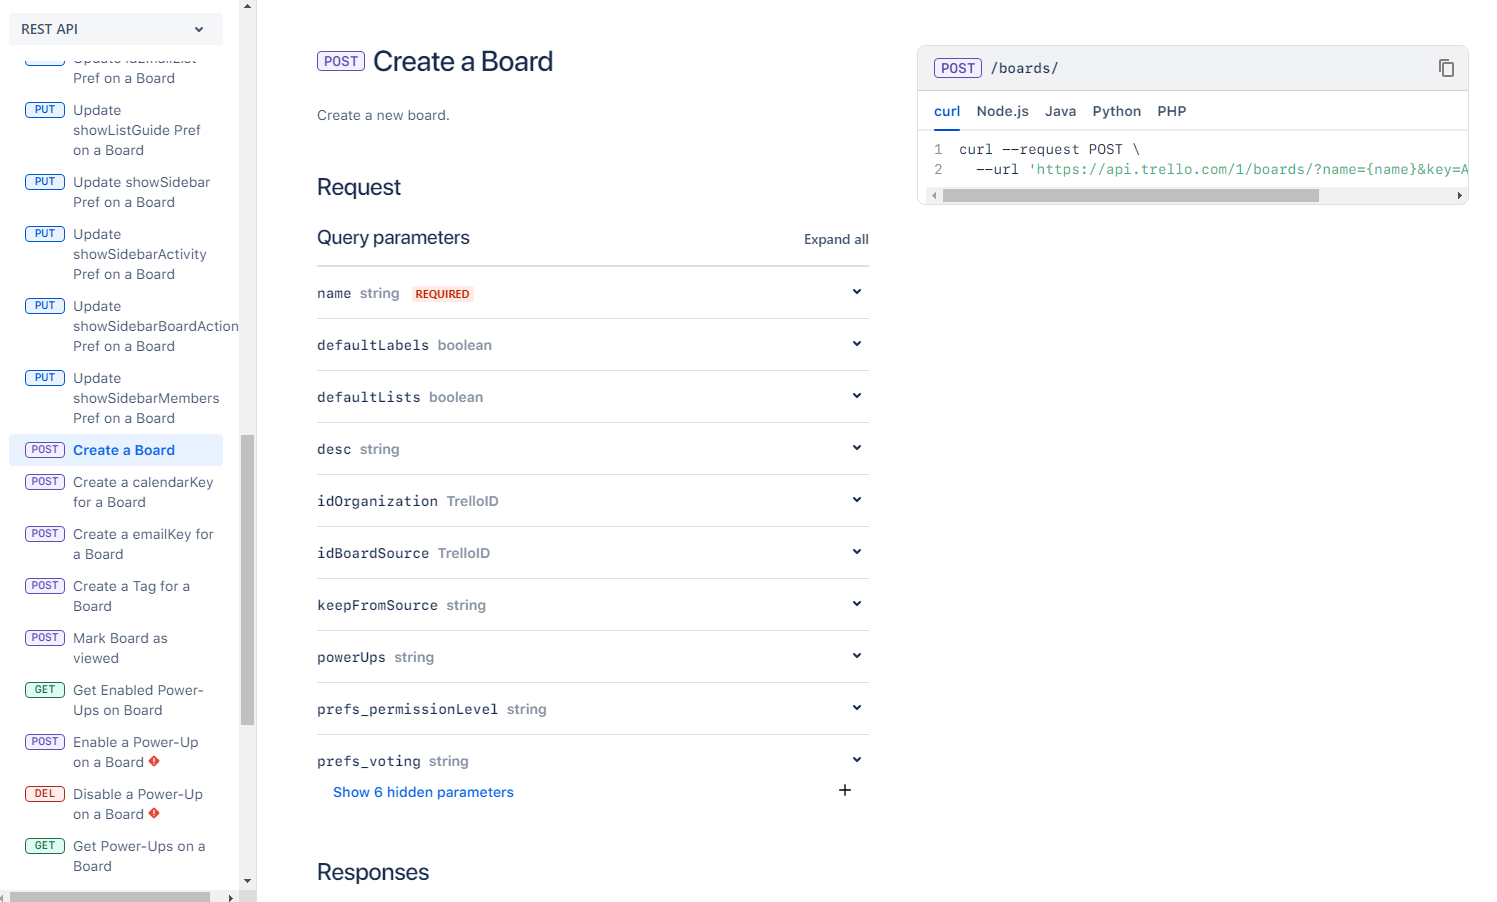 REST API
Update idEmailList
Pref on a Board
PUT Update
showListGuide Pref
on a Board
PUT Update showSidebar
Pref on a Board
PUT Update
showSidebarActivity
Pref on a Board
PUT Update
showSidebarBoardAction
Pref on a Board
PUT Update
showSidebarMembers
Pref on a Board
POST Create a Board
POST Create a calendarKey
for a Board
POST Create a emailKey for
a Board
POST Create a Tag for a
Board
POST Mark Board as
viewed
GET Get Enabled Power-
Ups on Board
POST Enable a Power-Up
on a Board
DEL Disable a Power-Up
on a Board
GET Get Power-Ups on a
Board
POST Create a Board
Create a new board.
Request
Query parameters Expand all
name string REQUIRED
defaultLabels boolean
defaultLists boolean
desc string
idOrganization TrelloID
idBoardSource TrelloID
keepFromSource string
powerUps string
prefs_permissionLevel string
prefs_voting string
Show 6 hidden parameters
Responses
POST /boards/
curl Node.js Java Python PHP
1 curl --request POST \
2 --url 'https://api.trello.com/1/boards/?name={name}&key=A